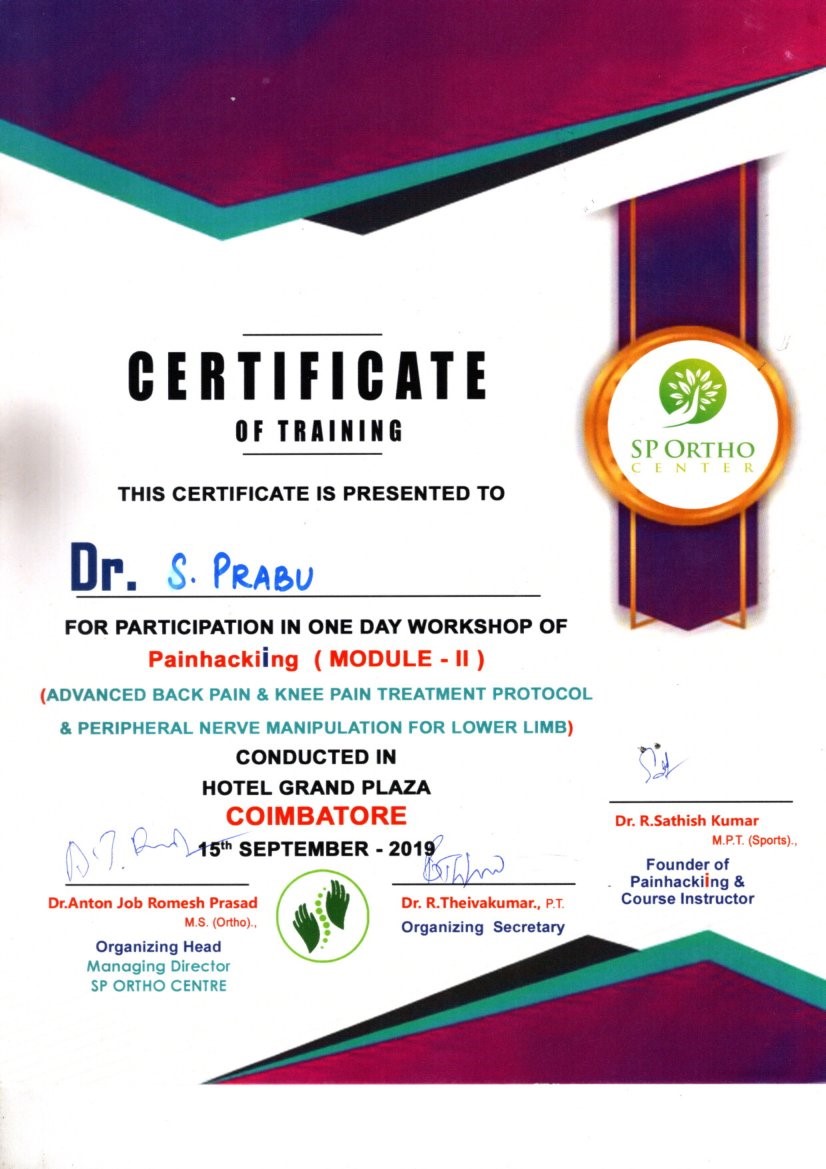 CERTIFICATE
OF TRAINING
SP ORTHO
CENTER
THIS CERTIFICATE IS PRESENTED TO
Dr. S. PRABU
FOR PARTICIPATION IN ONE DAY WORKSHOP OF
Painhackiing ( MODULE - II )
(ADVANCED BACK PAIN & KNEE PAIN TREATMENT PROTOCOL
& PERIPHERAL NERVE MANIPULATION FOR LOWER LIMB)
CONDUCTED IN
HOTEL GRAND PLAZA
COIMBATORE
15th SEPTEMBER - 2019
Dr.Anton Job Romesh Prasad
M.S. (Ortho).,
Organizing Head
Managing Director
SP ORTHO CENTRE
Dr. R.Theivakumar., P.T.
Organizing Secretary
Dr. R.Sathish Kumar
M.P.T. (Sports).,
Founder of
Painhackiing &
Course Instructor